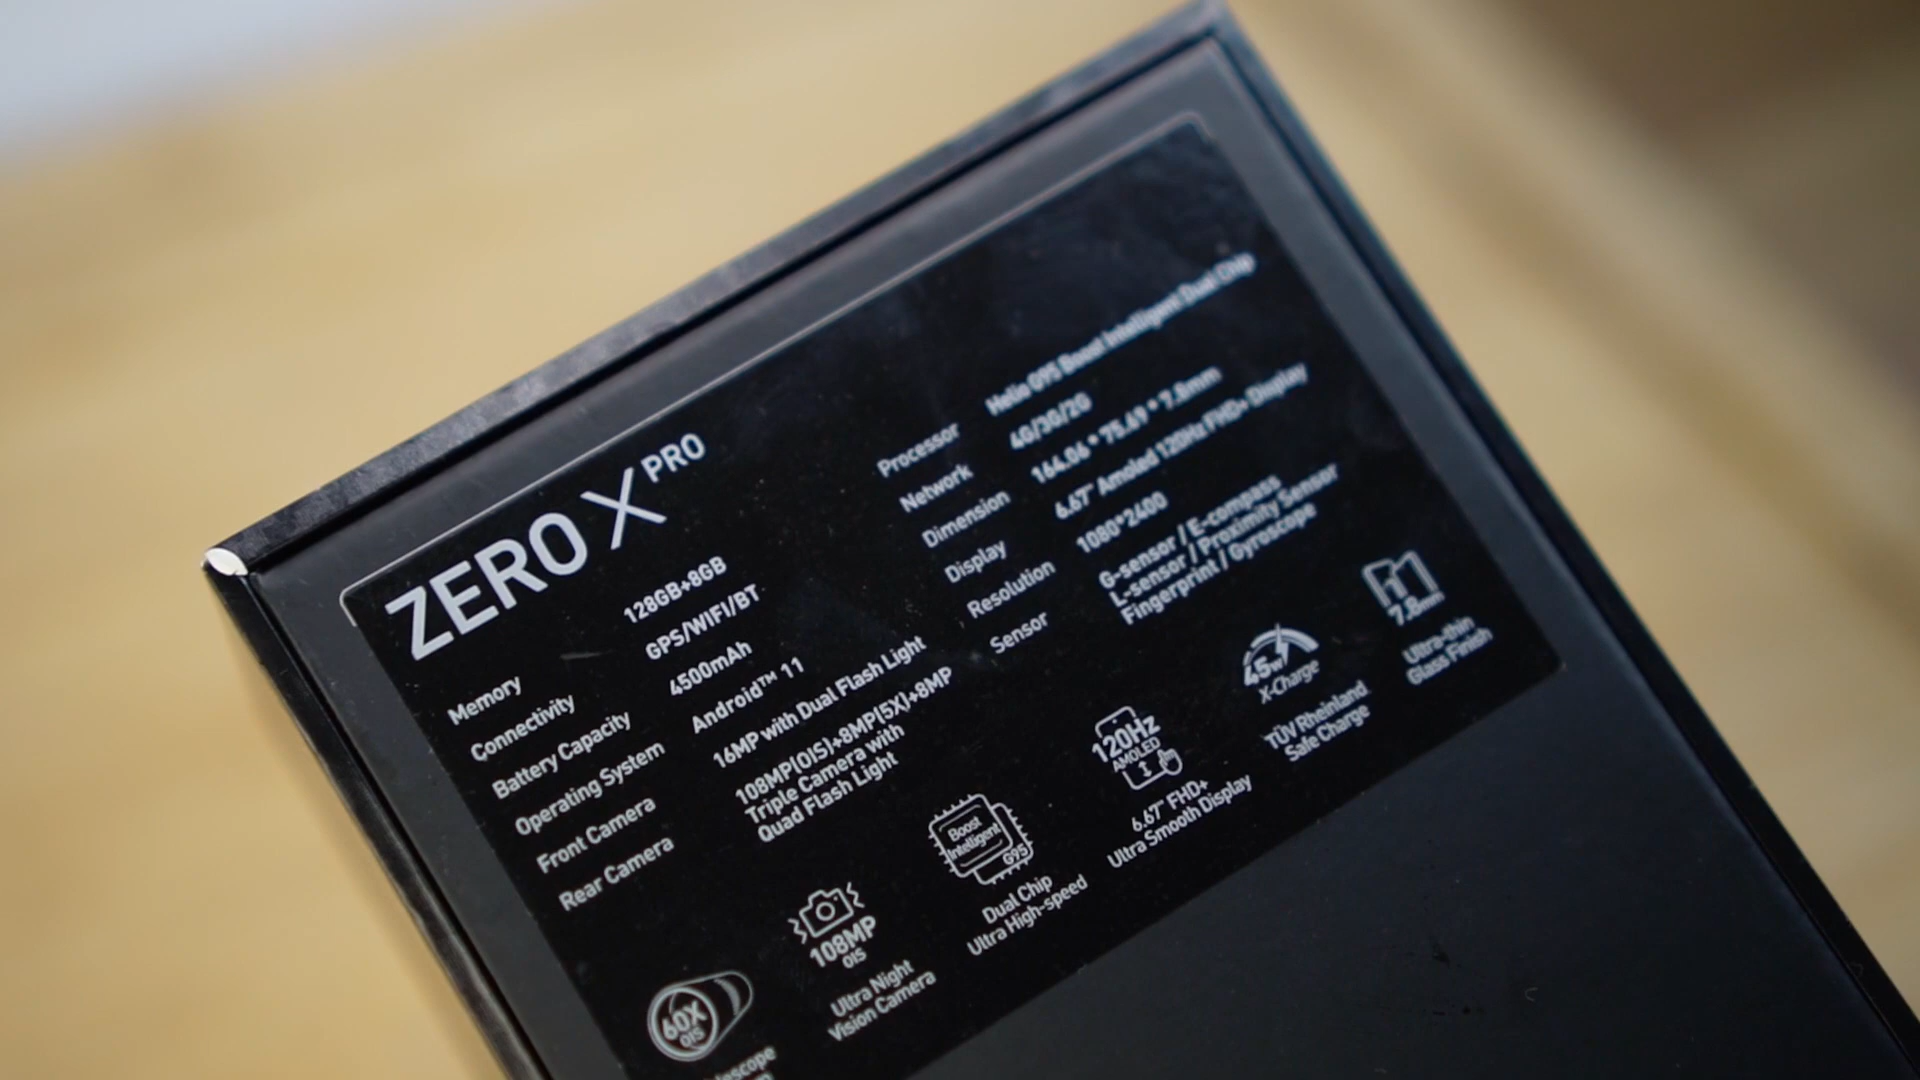 ZERO X PRO
Memory 128GB+8GB
Connectivity GPS/WIFI/BT
Battery Capacity 4500mAh
Operating System Android™ 11
Front Camera 16MP with Dual Flash Light
Rear Camera 108MP(OIS)+8MP(5X)+8MP
Triple Camera with
Quad Flash Light
Processor Helio G95 Boost Intelligent Dual Chip
Network 4G/3G/2G
Dimension 164.06 * 75.69 * 7.8mm
Display 6.67" Amoled 120Hz FHD+ Display
Resolution 1080*2400
Sensor G-sensor / E-compass
L-sensor / Proximity Sensor
Fingerprint / Gyroscope
60X
OIS
108MP
OIS
Ultra Night
Vision Camera
Boost
Intelligent
G95
Dual Chip
Ultra High-speed
120Hz
AMOLED
6.67" FHD+
Ultra Smooth Display
45W
X-Charge
TÜV Rheinland
Safe Charge
7.8mm
Ultra-thin
Glass Finish